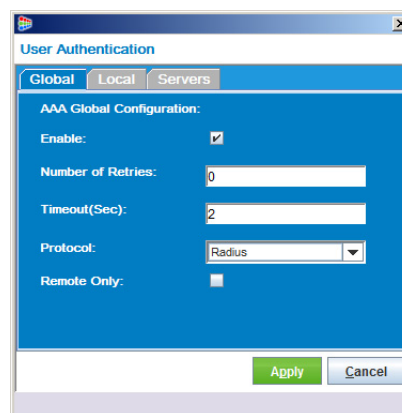 User Authentication
Global Local Servers
AAA Global Configuration:
Enable:
Number of Retries: 0
Timeout(Sec): 2
Protocol: Radius
Remote Only:
Apply Cancel